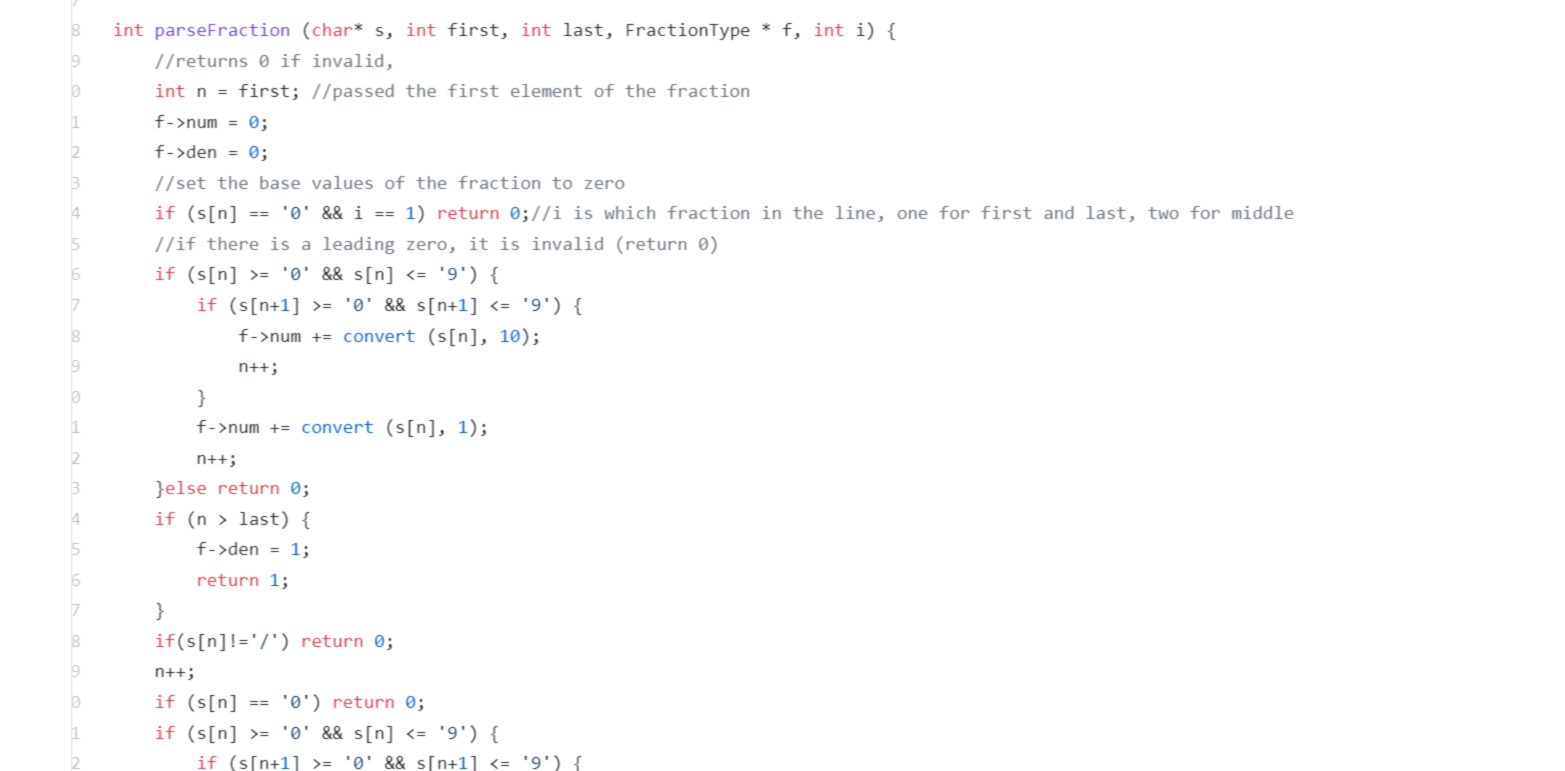 8 int parseFraction (char* s, int first, int last, FractionType * f, int i) {
9 //returns 0 if invalid,
0 int n = first; //passed the first element of the fraction
1 f->num = 0;
2 f->den = 0;
3 //set the base values of the fraction to zero
4 if (s[n] == '0' && i == 1) return 0;//i is which fraction in the line, one for first and last, two for middle
5 //if there is a leading zero, it is invalid (return 0)
6 if (s[n] >= '0' && s[n] <= '9') {
7 if (s[n+1] >= '0' && s[n+1] <= '9') {
8 f->num += convert (s[n], 10);
9 n++;
0 }
1 f->num += convert (s[n], 1);
2 n++;
3 }else return 0;
4 if (n > last) {
5 f->den = 1;
6 return 1;
7 }
8 if(s[n]!='/') return 0;
9 n++;
0 if (s[n] == '0') return 0;
1 if (s[n] >= '0' && s[n] <= '9') {
2 if (s[n+1] >= '0' && s[n+1] <= '9') {